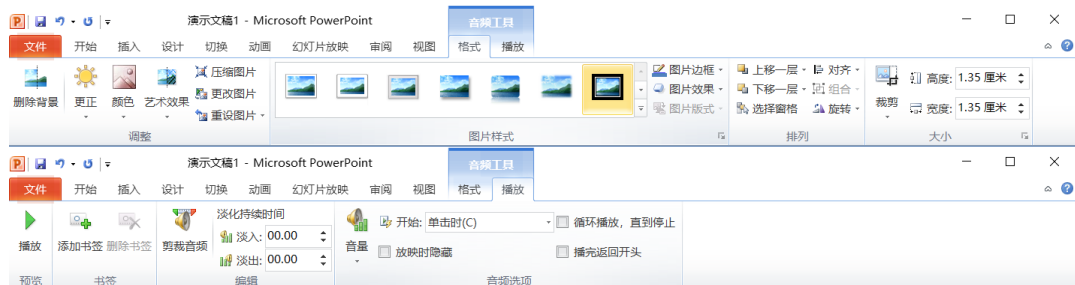 演示文稿1 - Microsoft PowerPoint 音频工具
文件 开始 插入 设计 切换 动画 幻灯片放映 审阅 视图 格式 播放
压缩图片 图片边框 上移一层 对齐 高度: 1.35 厘米
删除背景 更正 颜色 艺术效果 更改图片 图片效果 下移一层 组合 裁剪
重设图片 图片版式 选择窗格 旋转 宽度: 1.35 厘米
调整 图片样式 排列 大小
演示文稿1 - Microsoft PowerPoint 音频工具
文件 开始 插入 设计 切换 动画 幻灯片放映 审阅 视图 格式 播放
淡化持续时间 开始: 单击时(C) 循环播放，直到停止
播放 添加书签 删除书签 剪裁音频 淡入: 00.00 音量 放映时隐藏 播完返回开头
淡出: 00.00
预览 书签 编辑 音频选项